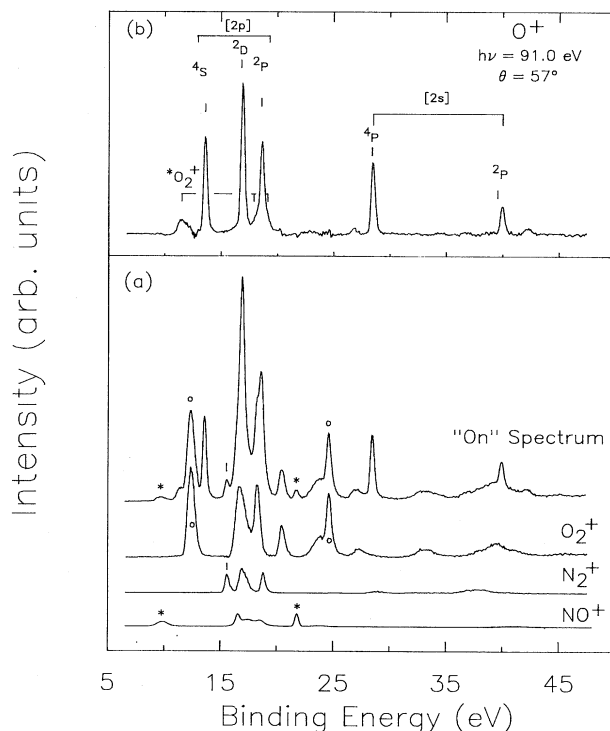 (b)
[2p]
O+
2D
hν = 91.0 eV
4S
2P
θ = 57°
[2s]
4P
*O2+
2P
T
(a)
o
o
"On" Spectrum
*
*
O2+
o
o
N2+
*
*
NO+
5 15 25 35 45
Binding Energy (eV)
Intensity (arb. units)